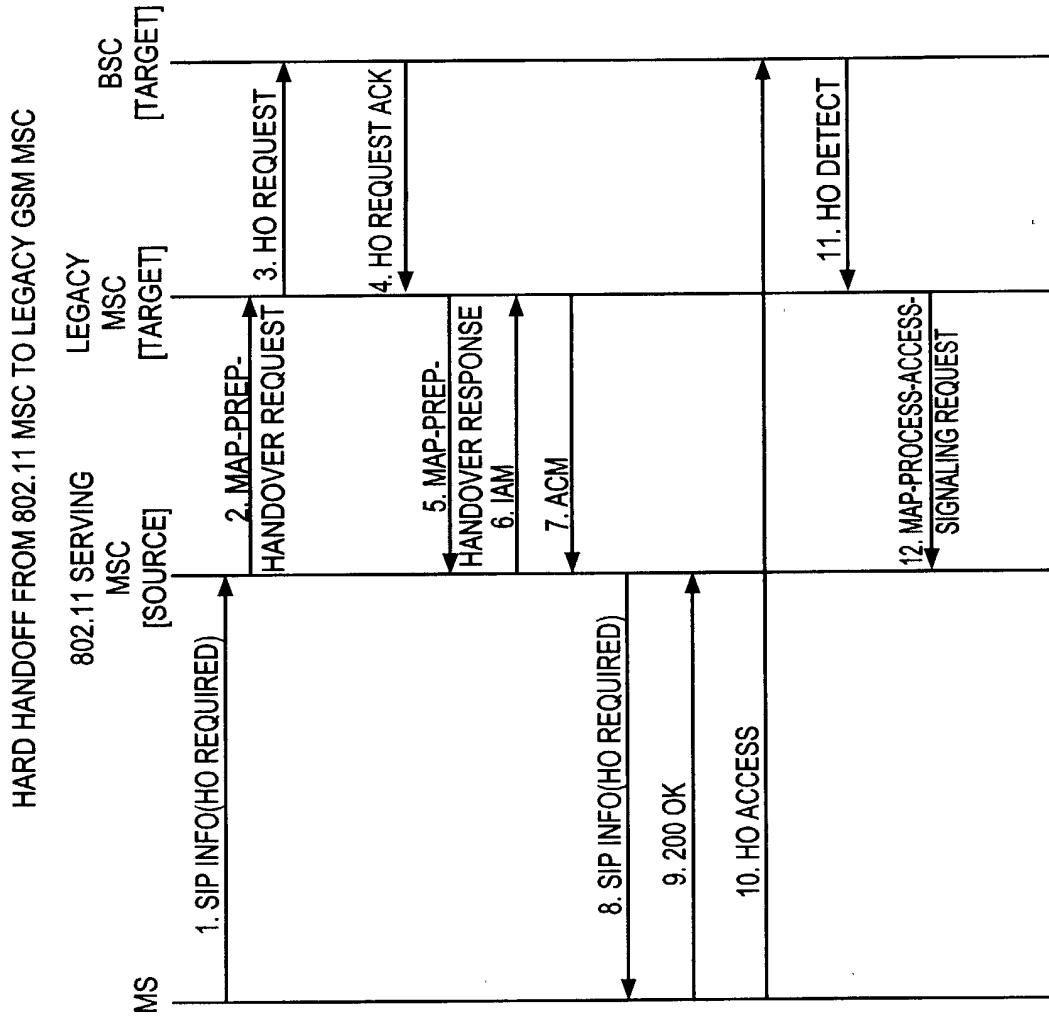 HARD HANDOFF FROM 802.11 MSC TO LEGACY GSM MSC
MS
802.11 SERVING
MSC
[SOURCE]
LEGACY
MSC
[TARGET]
BSC
[TARGET]
1. SIP INFO(HO REQUIRED)
2. MAP-PREP-
HANDOVER REQUEST
3. HO REQUEST
4. HO REQUEST ACK
5. MAP-PREP-
HANDOVER RESPONSE
6. IAM
7. ACM
8. SIP INFO(HO REQUIRED)
9. 200 OK
10. HO ACCESS
11. HO DETECT
12. MAP-PROCESS-ACCESS-
SIGNALING REQUEST